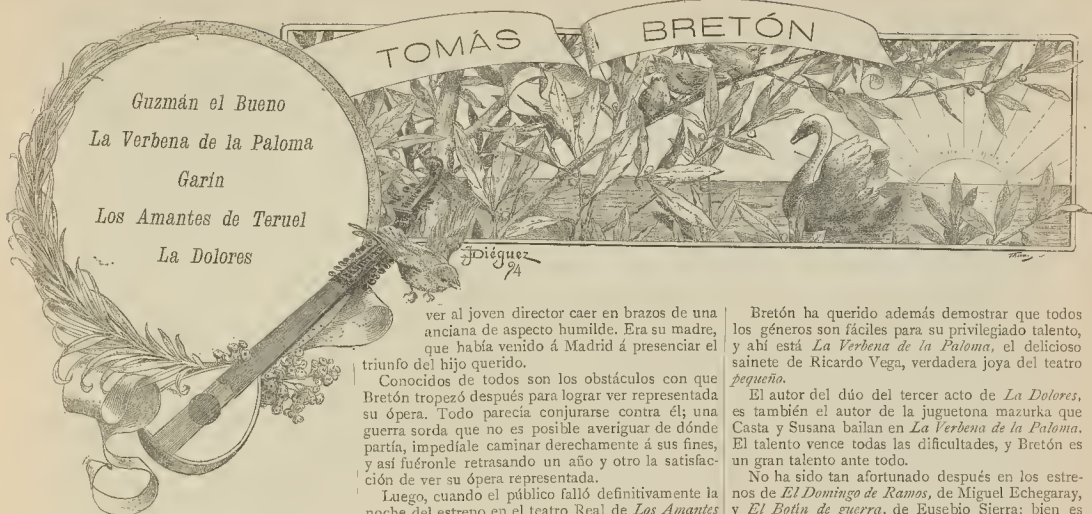 TOMÁS BRETÓN
Guzmán el Bueno
La Verbena de la Paloma
Garín
Los Amantes de Teruel
La Dolores
JDiéguez
94
ver al joven director caer en brazos de una
anciana de aspecto humilde. Era su madre,
que había venido á Madrid á presenciar el
triunfo del hijo querido.
Conocidos de todos son los obstáculos con que
Bretón tropezó después para lograr ver representada
su ópera. Todo parecía conjurarse contra él; una
guerra sorda que no es posible averiguar de dónde
partía, impedíale caminar derechamente á sus fines,
y así fuéronle retrasando un año y otro la satisfac-
ción de ver su ópera representada.
Luego, cuando el público falló definitivamente la
noche del estreno en el teatro Real de Los Amantes
Bretón ha querido además demostrar que todos
los géneros son fáciles para su privilegiado talento,
y ahí está La Verbena de la Paloma, el delicioso
sainete de Ricardo Vega, verdadera joya del teatro
pequeño.
El autor del dúo del tercer acto de La Dolores,
es también el autor de la juguetona mazurka que
Casta y Susana bailan en La Verbena de la Paloma.
El talento vence todas las dificultades, y Bretón es
un gran talento ante todo.
No ha sido tan afortunado después en los estre-
nos de El Domingo de Ramos, de Miguel Echegaray,
y El Botín de guerra, de Eusebio Sierra; bien es